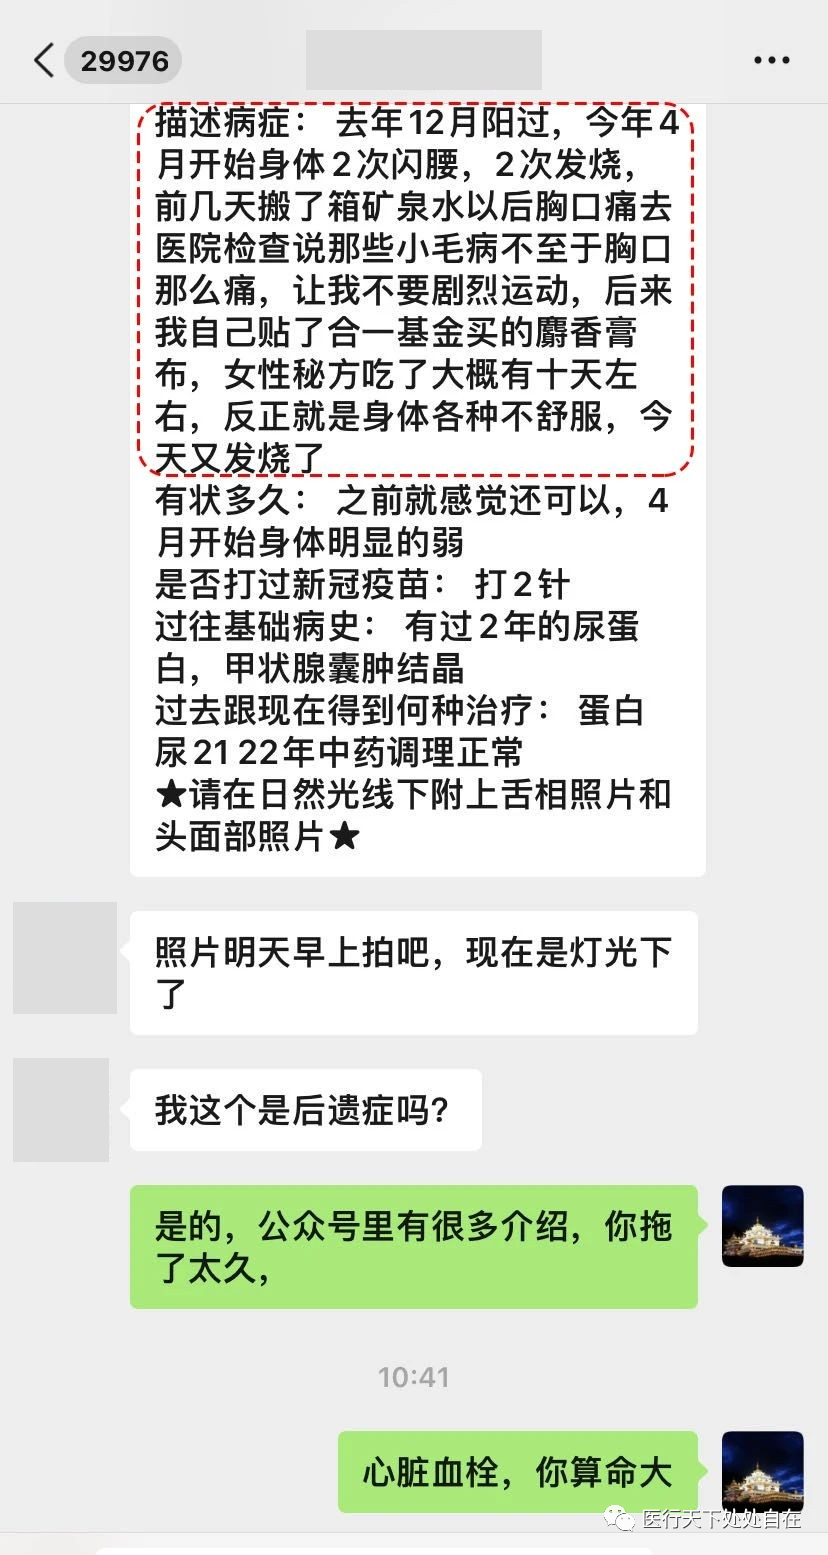 29976
描述病症： 去年12月阳过，今年4
月开始身体2次闪腰，2次发烧，
前几天搬了箱矿泉水以后胸口痛去
医院检查说那些小毛病不至于胸口
那么痛，让我不要剧烈运动，后来
我自己贴了合一基金买的麝香膏
布，女性秘方吃了大概有十天左
右，反正就是身体各种不舒服，今
天又发烧了
有状多久： 之前就感觉还可以，4
月开始身体明显的弱
是否打过新冠疫苗： 打2针
过往基础病史： 有过2年的尿蛋
白，甲状腺囊肿结晶
过去跟现在得到何种治疗： 蛋白
尿21 22年中药调理正常
★请在日然光线下附上舌相照片和
头面部照片★
照片明天早上拍吧，现在是灯光下
了
我这个是后遗症吗？
是的，公众号里有很多介绍，你拖
了太久，
10:41
心脏血栓，你算命大
医行天下处处自在